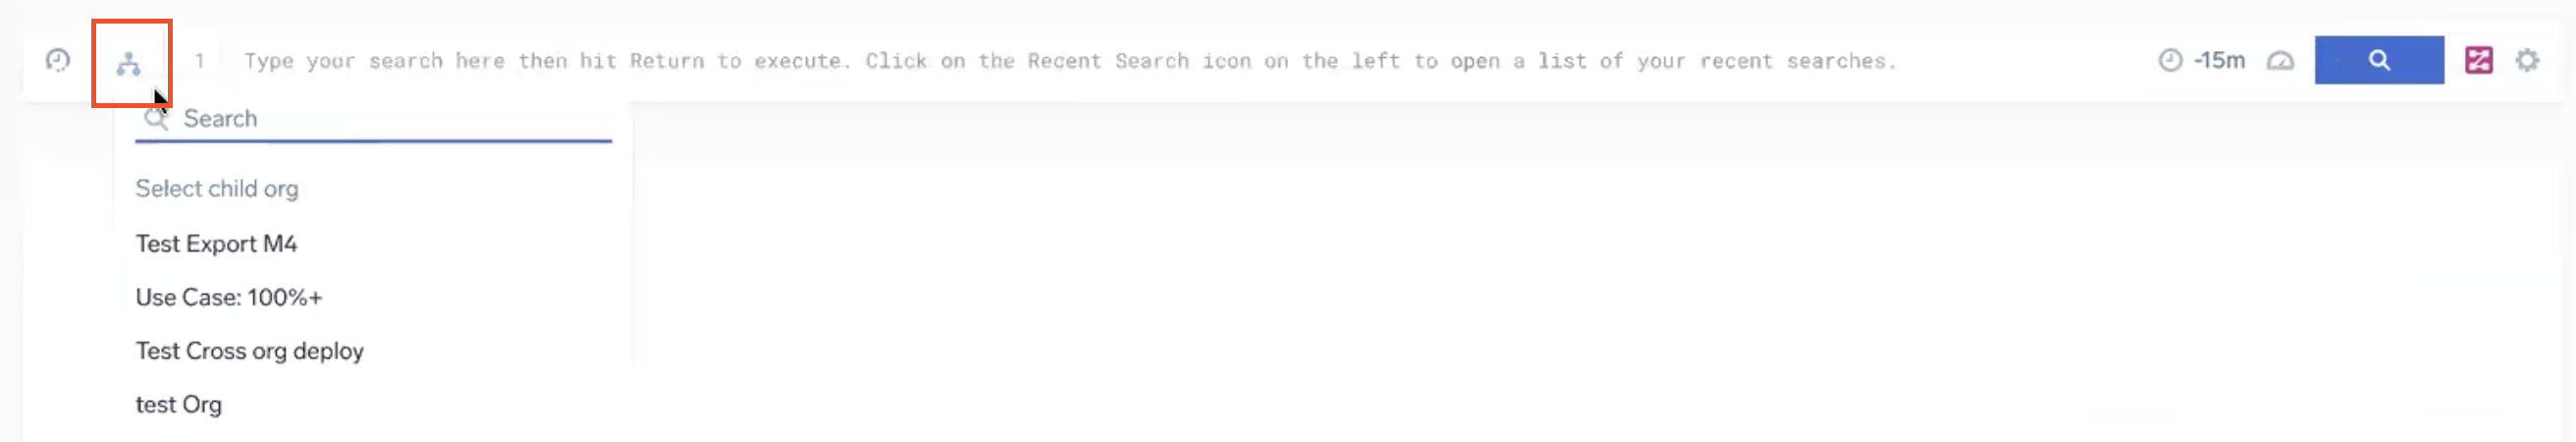 1 Type your search here then hit Return to execute. Click on the Recent Search icon on the left to open a list of your recent searches. -15m
Search
Select child org
Test Export M4
Use Case: 100%+
Test Cross org deploy
test Org